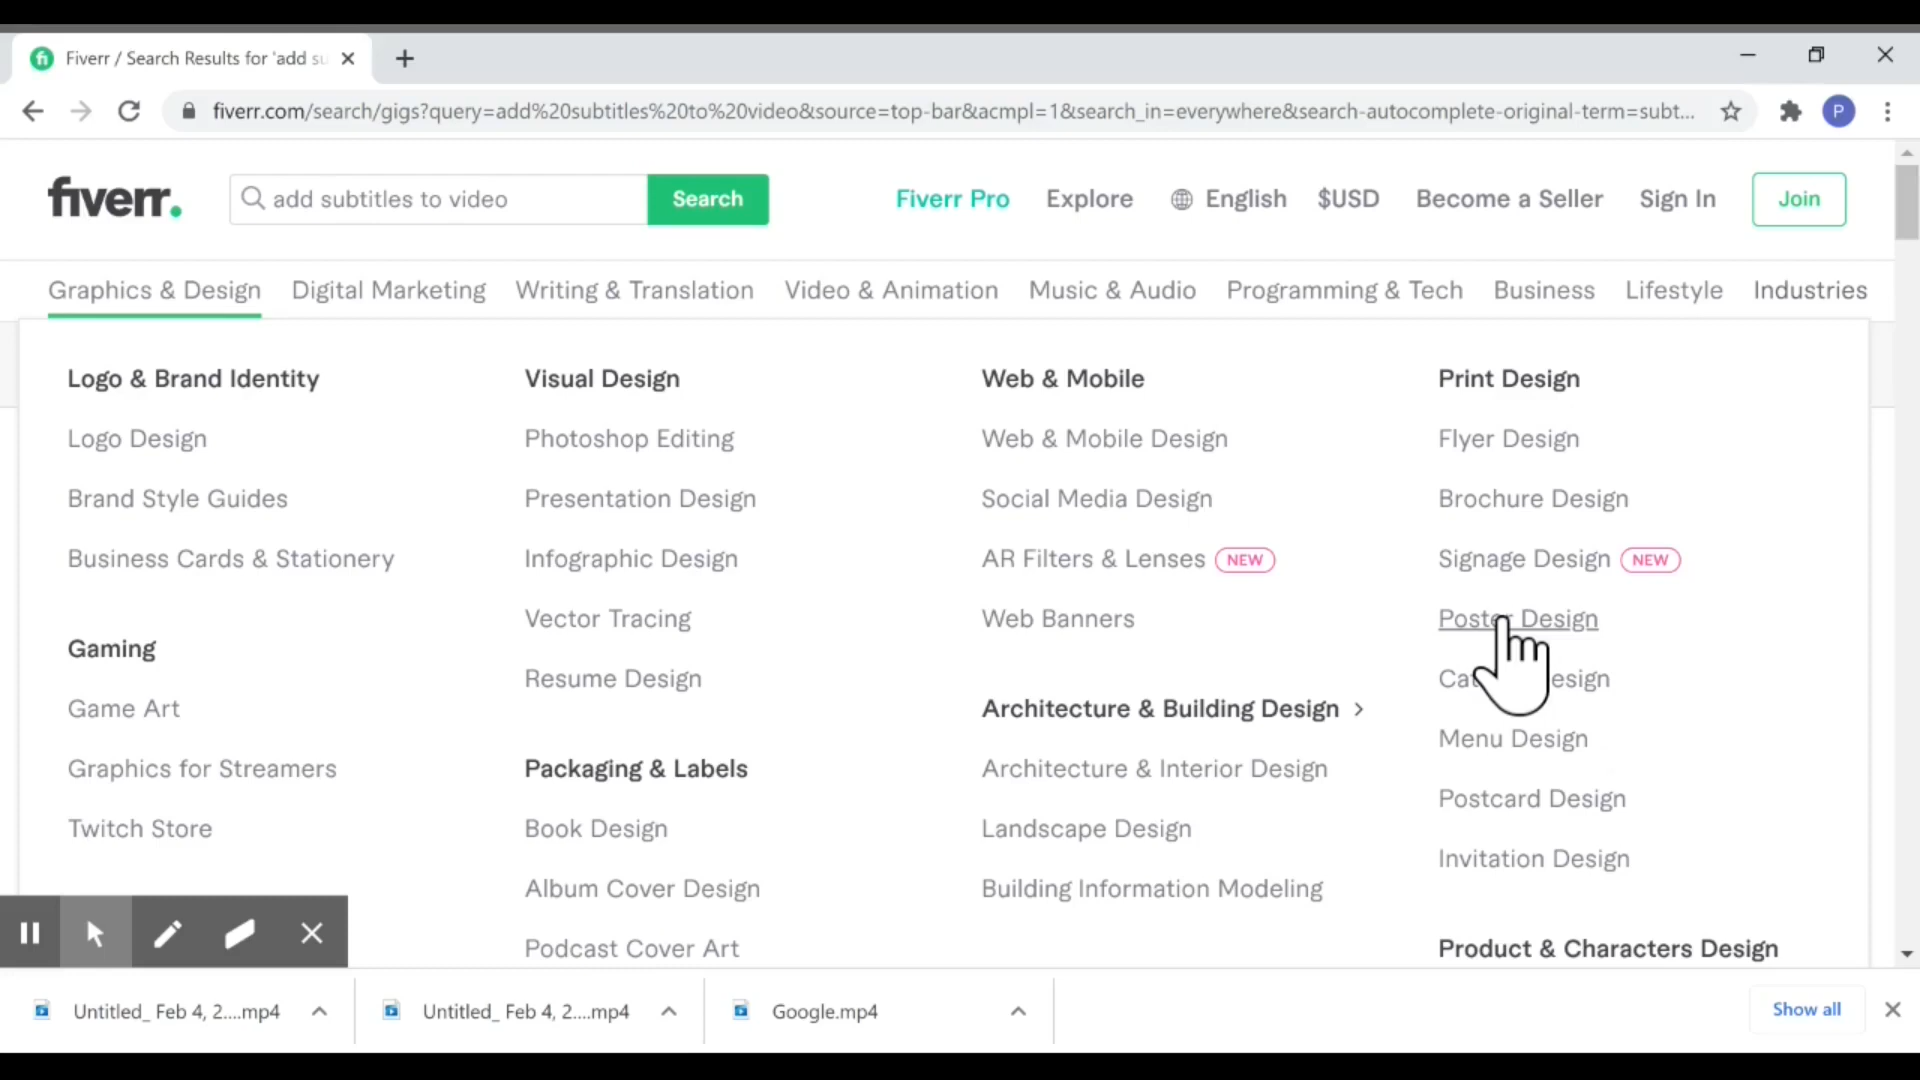 Fiverr / Search Results for 'add su
fiverr.com/search/gigs?query=add%20subtitles%20to%20video&source=top-bar&acmpl=1&search_in=everywhere&search-autocomplete-original-term=subt...
P
fiverr.
add subtitles to video
Search
Fiverr Pro
Explore
English
$USD
Become a Seller
Sign In
Join
Graphics & Design
Digital Marketing
Writing & Translation
Video & Animation
Music & Audio
Programming & Tech
Business
Lifestyle
Industries
Logo & Brand Identity
Logo Design
Brand Style Guides
Business Cards & Stationery
Gaming
Game Art
Graphics for Streamers
Twitch Store
Visual Design
Photoshop Editing
Presentation Design
Infographic Design
Vector Tracing
Resume Design
Packaging & Labels
Book Design
Album Cover Design
Podcast Cover Art
Web & Mobile
Web & Mobile Design
Social Media Design
AR Filters & Lenses NEW
Web Banners
Architecture & Building Design
Architecture & Interior Design
Landscape Design
Building Information Modeling
Print Design
Flyer Design
Brochure Design
Signage Design NEW
Poster Design
Menu Design
Postcard Design
Invitation Design
Product & Characters Design
Untitled_ Feb 4, 2....mp4
Untitled_ Feb 4, 2....mp4
Google.mp4
Show all